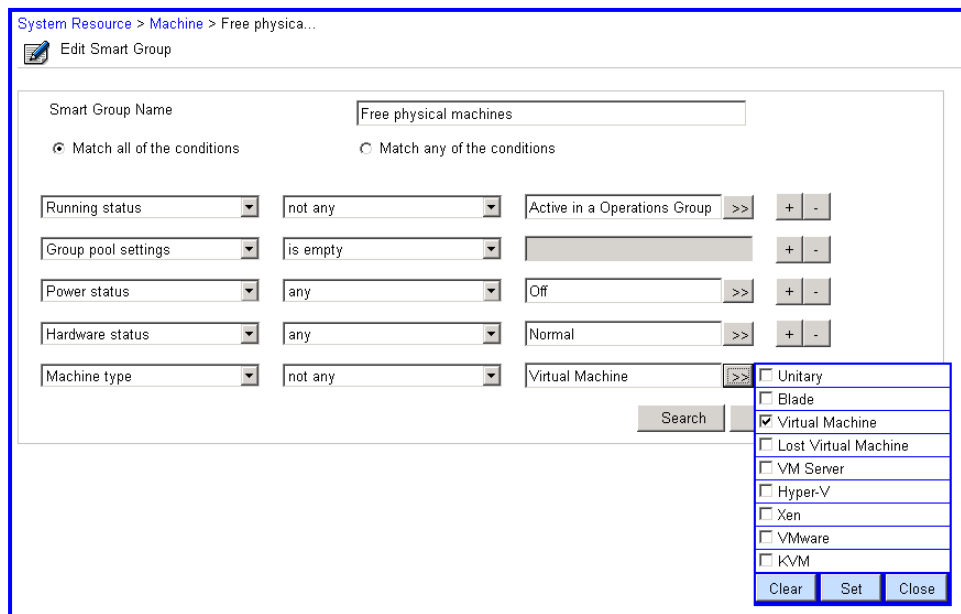 System Resource > Machine > Free physica...
Edit Smart Group
Smart Group Name
Free physical machines
Match all of the conditions
Match any of the conditions
Running status
not any
Active in a Operations Group
>>
+
-
Group pool settings
is empty
+
-
Power status
any
Off
>>
+
-
Hardware status
any
Normal
>>
+
-
Machine type
not any
Virtual Machine
>>
Unitary
Blade
Virtual Machine
Lost Virtual Machine
VM Server
Hyper-V
Xen
VMware
KVM
Clear
Set
Close
Search